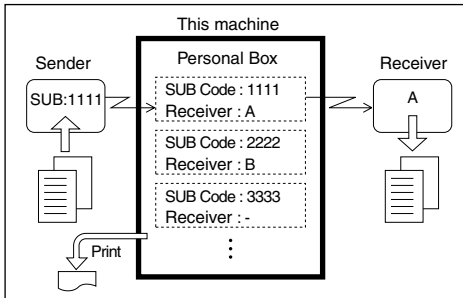 This machine
Sender
Personal Box
Receiver
SUB:1111
SUB Code : 1111
Receiver : A
A
SUB Code : 2222
Receiver : B
SUB Code : 3333
Receiver : -
Print